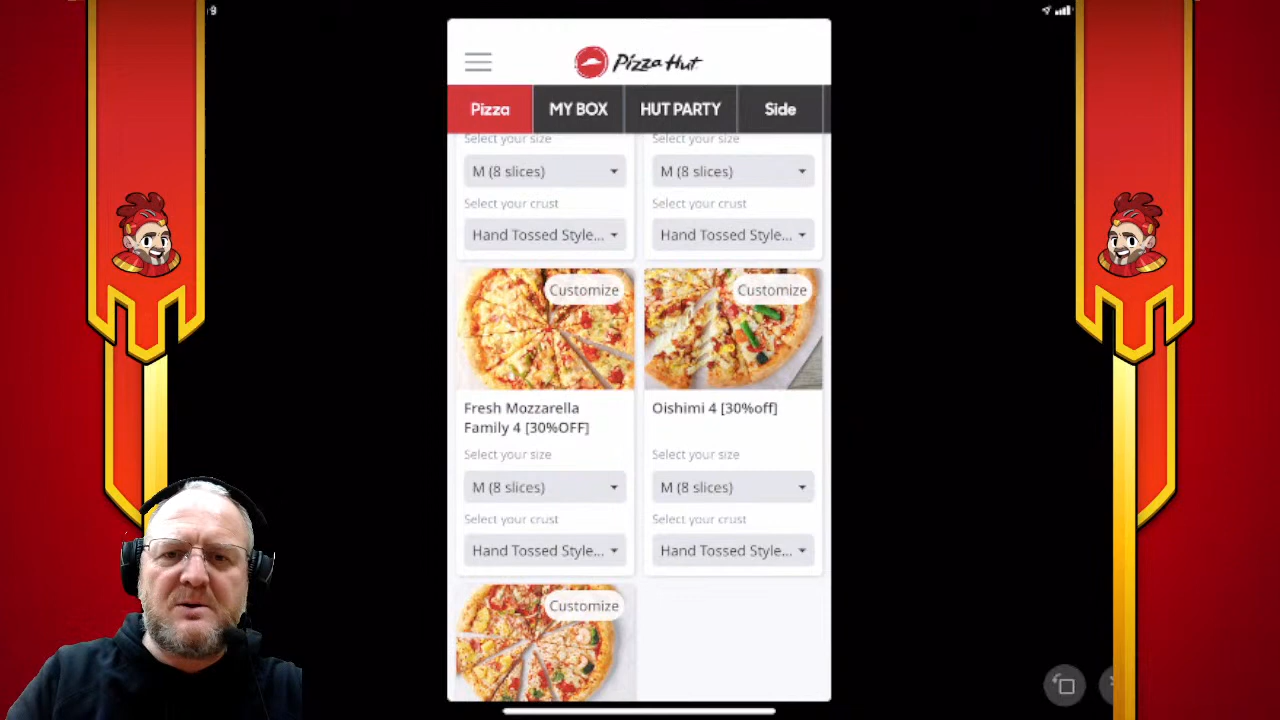 9
Pizza Hut
Pizza
MY BOX
HUT PARTY
Side
Select your size
Select your size
M (8 slices)
M (8 slices)
Select your crust
Select your crust
Hand Tossed Style...
Hand Tossed Style...
Customize
Customize
Fresh Mozzarella
Family 4 [30%OFF]
Oishimi 4 [30%off]
Select your size
Select your size
M (8 slices)
M (8 slices)
Select your crust
Select your crust
Hand Tossed Style...
Hand Tossed Style...
Customize